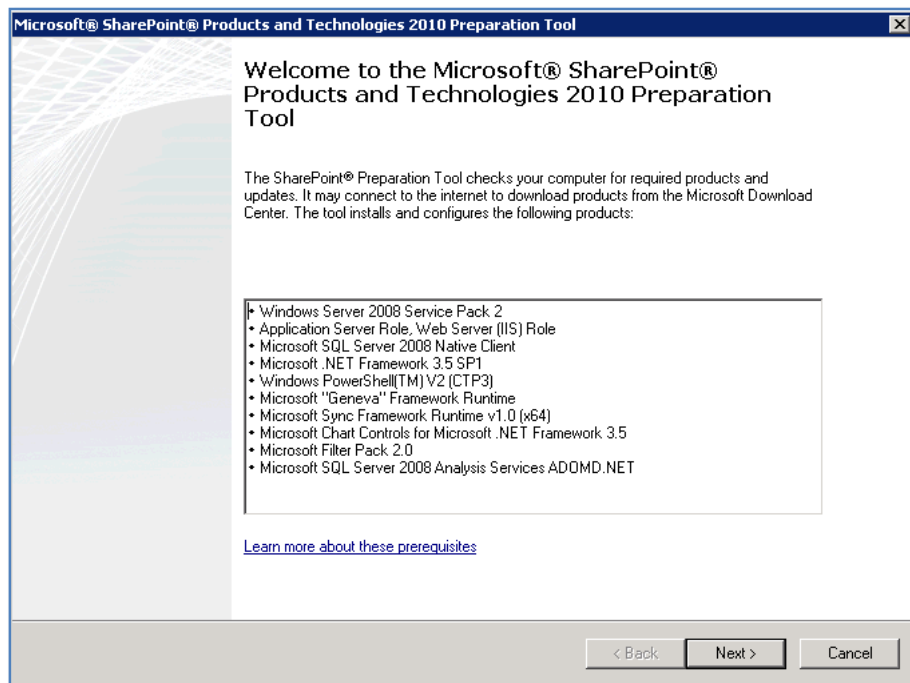 Microsoft® SharePoint® Products and Technologies 2010 Preparation Tool
Welcome to the Microsoft® SharePoint®
Products and Technologies 2010 Preparation
Tool
The SharePoint® Preparation Tool checks your computer for required products and
updates. It may connect to the internet to download products from the Microsoft Download
Center. The tool installs and configures the following products:
• Windows Server 2008 Service Pack 2
• Application Server Role, Web Server (IIS) Role
• Microsoft SQL Server 2008 Native Client
• Microsoft .NET Framework 3.5 SP1
• Windows PowerShell(TM) V2 (CTP3)
• Microsoft "Geneva" Framework Runtime
• Microsoft Sync Framework Runtime v1.0 (x64)
• Microsoft Chart Controls for Microsoft .NET Framework 3.5
• Microsoft Filter Pack 2.0
• Microsoft SQL Server 2008 Analysis Services ADOMD.NET
Learn more about these prerequisites
< Back Next > Cancel